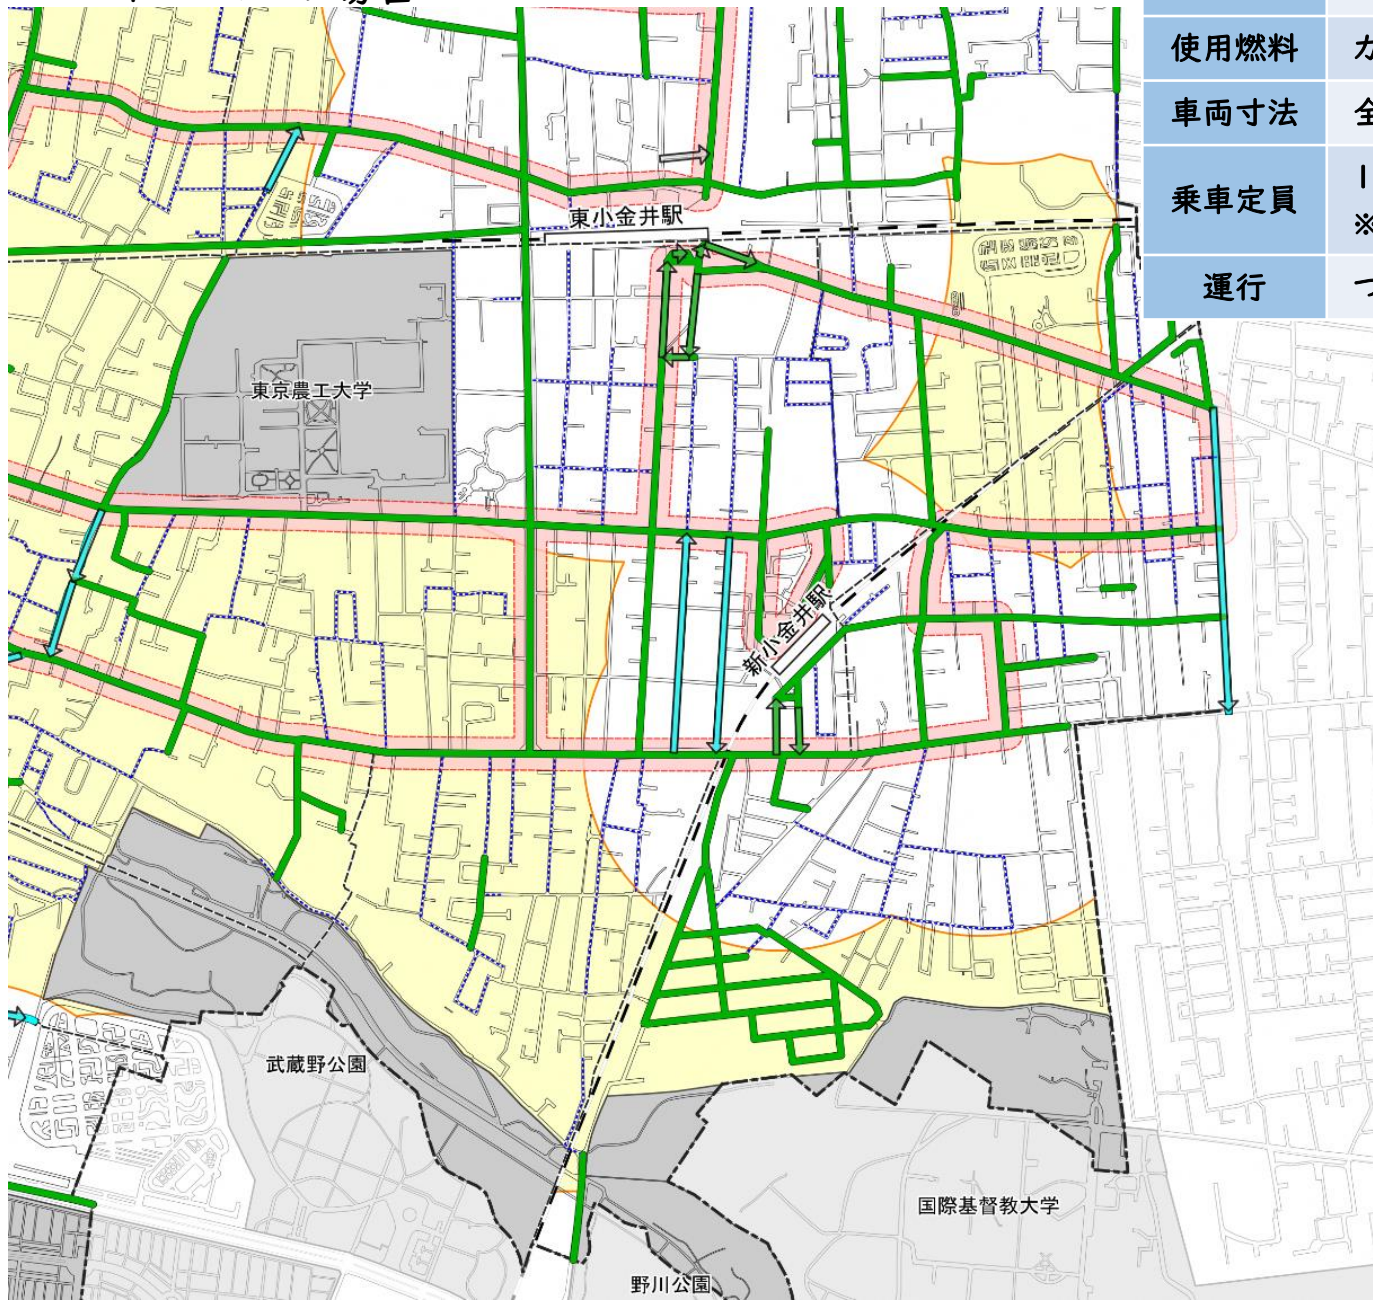 使用燃料
車両寸法
全
乗車定員
※
運行
東小金井駅
東京農工大学
新小金井駅
武蔵野公園
国際基督教大学
野川公園